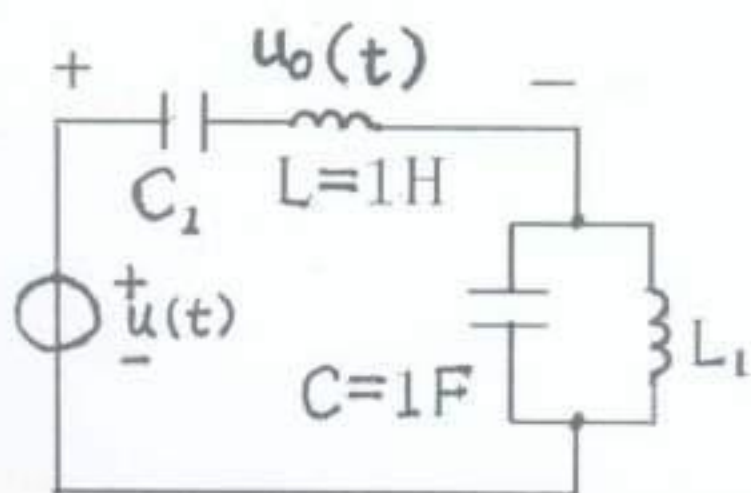 + u₀(t) −
C₁ L=1H
+
u(t)
-
C=1F L₁